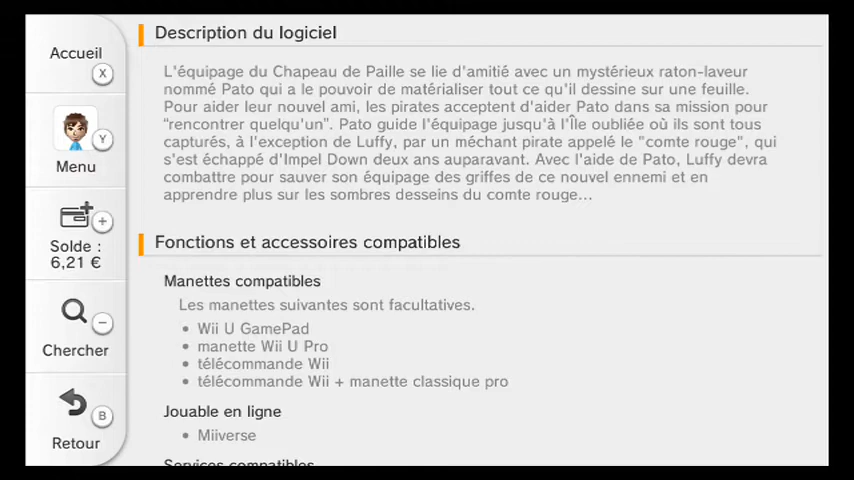 Accueil
X
Y
Menu
+
Solde :
6,21 €
−
Chercher
B
Retour
Description du logiciel
L'équipage du Chapeau de Paille se lie d'amitié avec un mystérieux raton-laveur
nommé Pato qui a le pouvoir de matérialiser tout ce qu'il dessine sur une feuille.
Pour aider leur nouvel ami, les pirates acceptent d'aider Pato dans sa mission pour
"rencontrer quelqu'un". Pato guide l'équipage jusqu'à l'Île oubliée où ils sont tous
capturés, à l'exception de Luffy, par un méchant pirate appelé le "comte rouge", qui
s'est échappé d'Impel Down deux ans auparavant. Avec l'aide de Pato, Luffy devra
combattre pour sauver son équipage des griffes de ce nouvel ennemi et en
apprendre plus sur les sombres desseins du comte rouge...
Fonctions et accessoires compatibles
Manettes compatibles
Les manettes suivantes sont facultatives.
• Wii U GamePad
• manette Wii U Pro
• télécommande Wii
• télécommande Wii + manette classique pro
Jouable en ligne
• Miiverse
Services compatibles